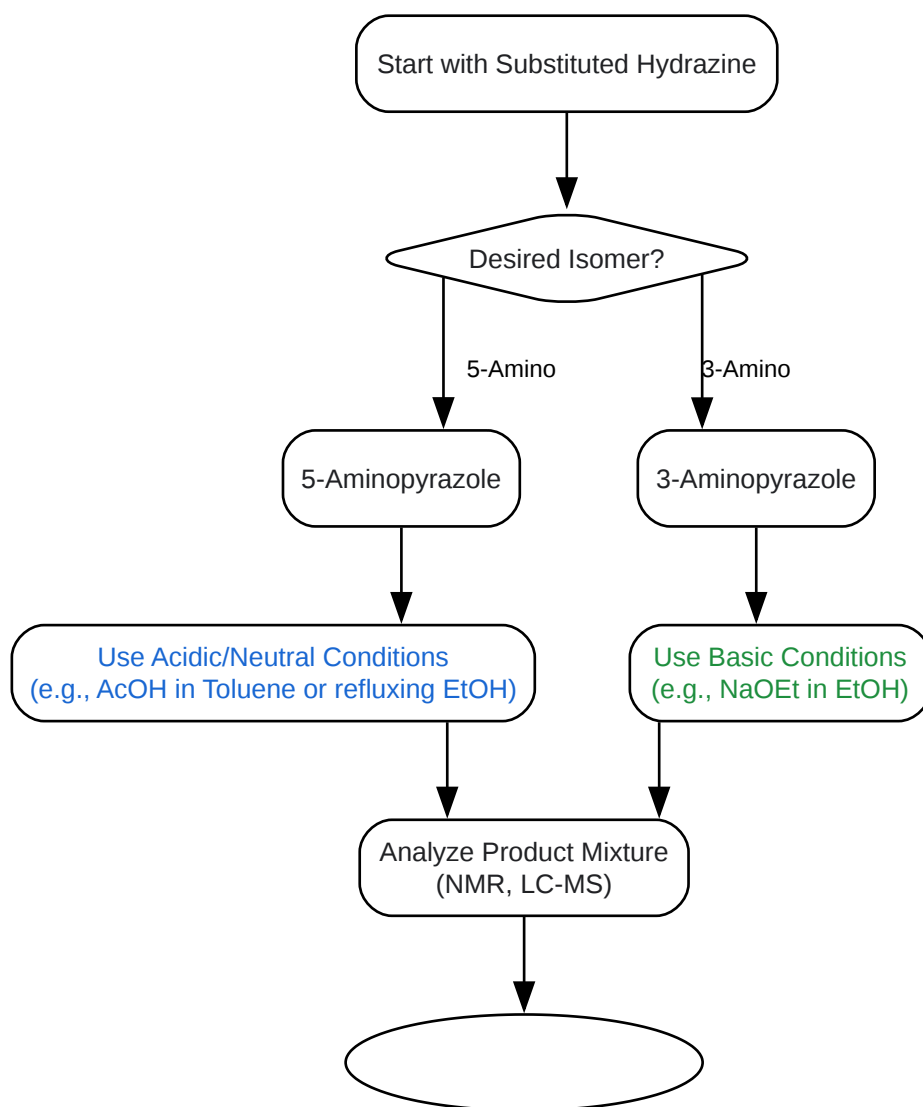 Start with Substituted Hydrazine
Desired Isomer?
5-Amino
3-Amino
5-Aminopyrazole
3-Aminopyrazole
Use Acidic/Neutral Conditions
(e.g., AcOH in Toluene or refluxing EtOH)
Use Basic Conditions
(e.g., NaOEt in EtOH)
Analyze Product Mixture
(NMR, LC-MS)